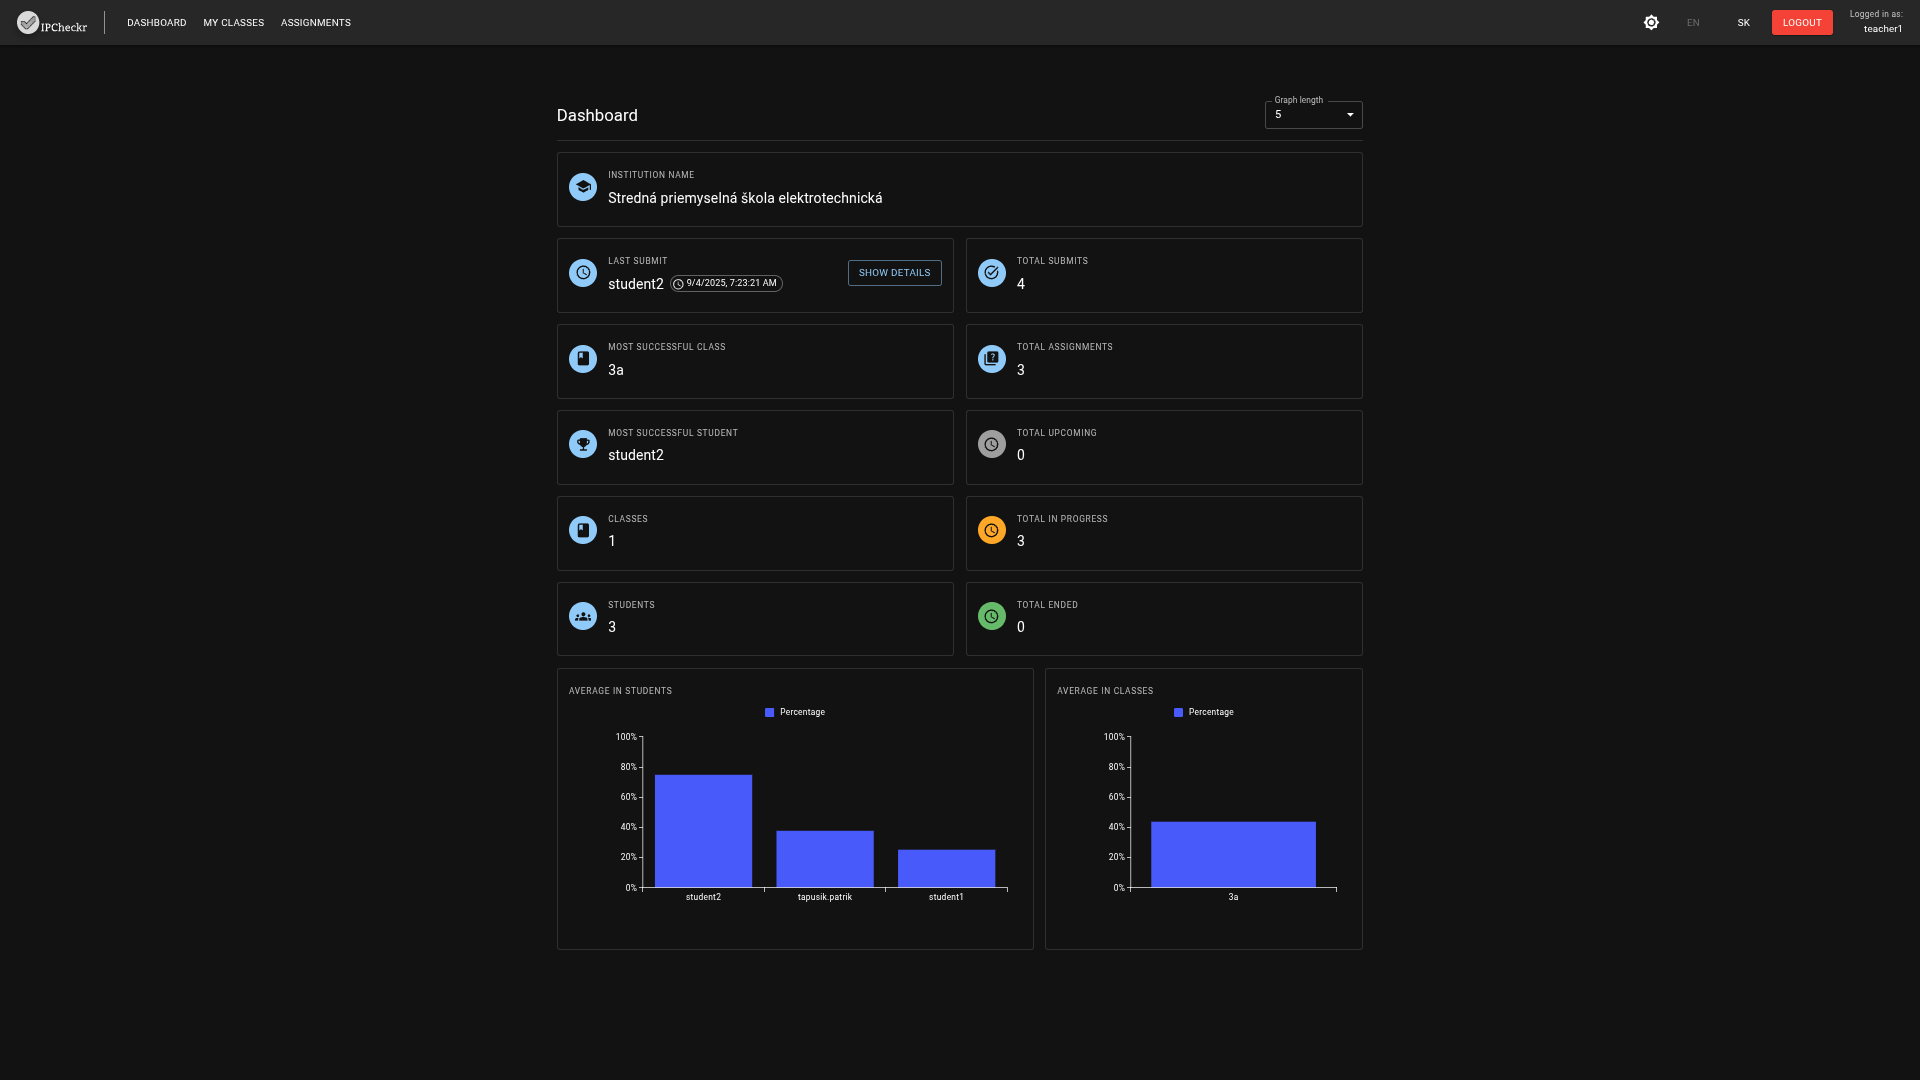 IPCheckr
DASHBOARD
MY CLASSES
ASSIGNMENTS
EN
SK
LOGOUT
Logged in as:
teacher1
Dashboard
Graph length
5
INSTITUTION NAME
Stredná priemyselná škola elektrotechnická
LAST SUBMIT
student2
9/4/2025, 7:23:21 AM
SHOW DETAILS
TOTAL SUBMITS
4
MOST SUCCESSFUL CLASS
3a
TOTAL ASSIGNMENTS
?
3
MOST SUCCESSFUL STUDENT
student2
TOTAL UPCOMING
0
CLASSES
1
TOTAL IN PROGRESS
3
STUDENTS
3
TOTAL ENDED
0
AVERAGE IN STUDENTS
Percentage
100%
80%
60%
40%
20%
0%
student2
tapusik.patrik
student1
AVERAGE IN CLASSES
Percentage
100%
80%
60%
40%
20%
0%
3a